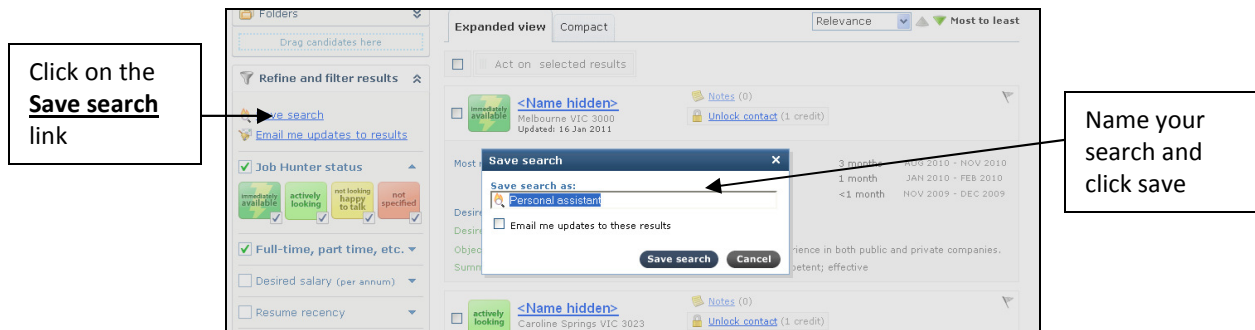 Click on the
Save search
link
Folders
Drag candidates here
Refine and filter results
ve search
Email me updates to results
Job Hunter status
immediately available
actively looking
not looking happy to talk
not specified
Full-time, part time, etc.
Desired salary (per annum)
Resume recency
Expanded view
Compact
Relevance
Most to least
Act on selected results
immediately available
<Name hidden>
Melbourne VIC 3000
Updated: 16 Jan 2011
Notes (0)
Unlock contact (1 credit)
Most
3 months AUG 2010 - NOV 2010
1 month JAN 2010 - FEB 2010
<1 month NOV 2009 - DEC 2009
Save search
Save search as:
Personal assistant
Email me updates to these results
Save search
Cancel
Desire
Desire
Objec
rience in both public and private companies.
Summ
petent; effective
actively looking
<Name hidden>
Caroline Springs VIC 3023
Notes (0)
Unlock contact (1 credit)
Name your
search and
click save